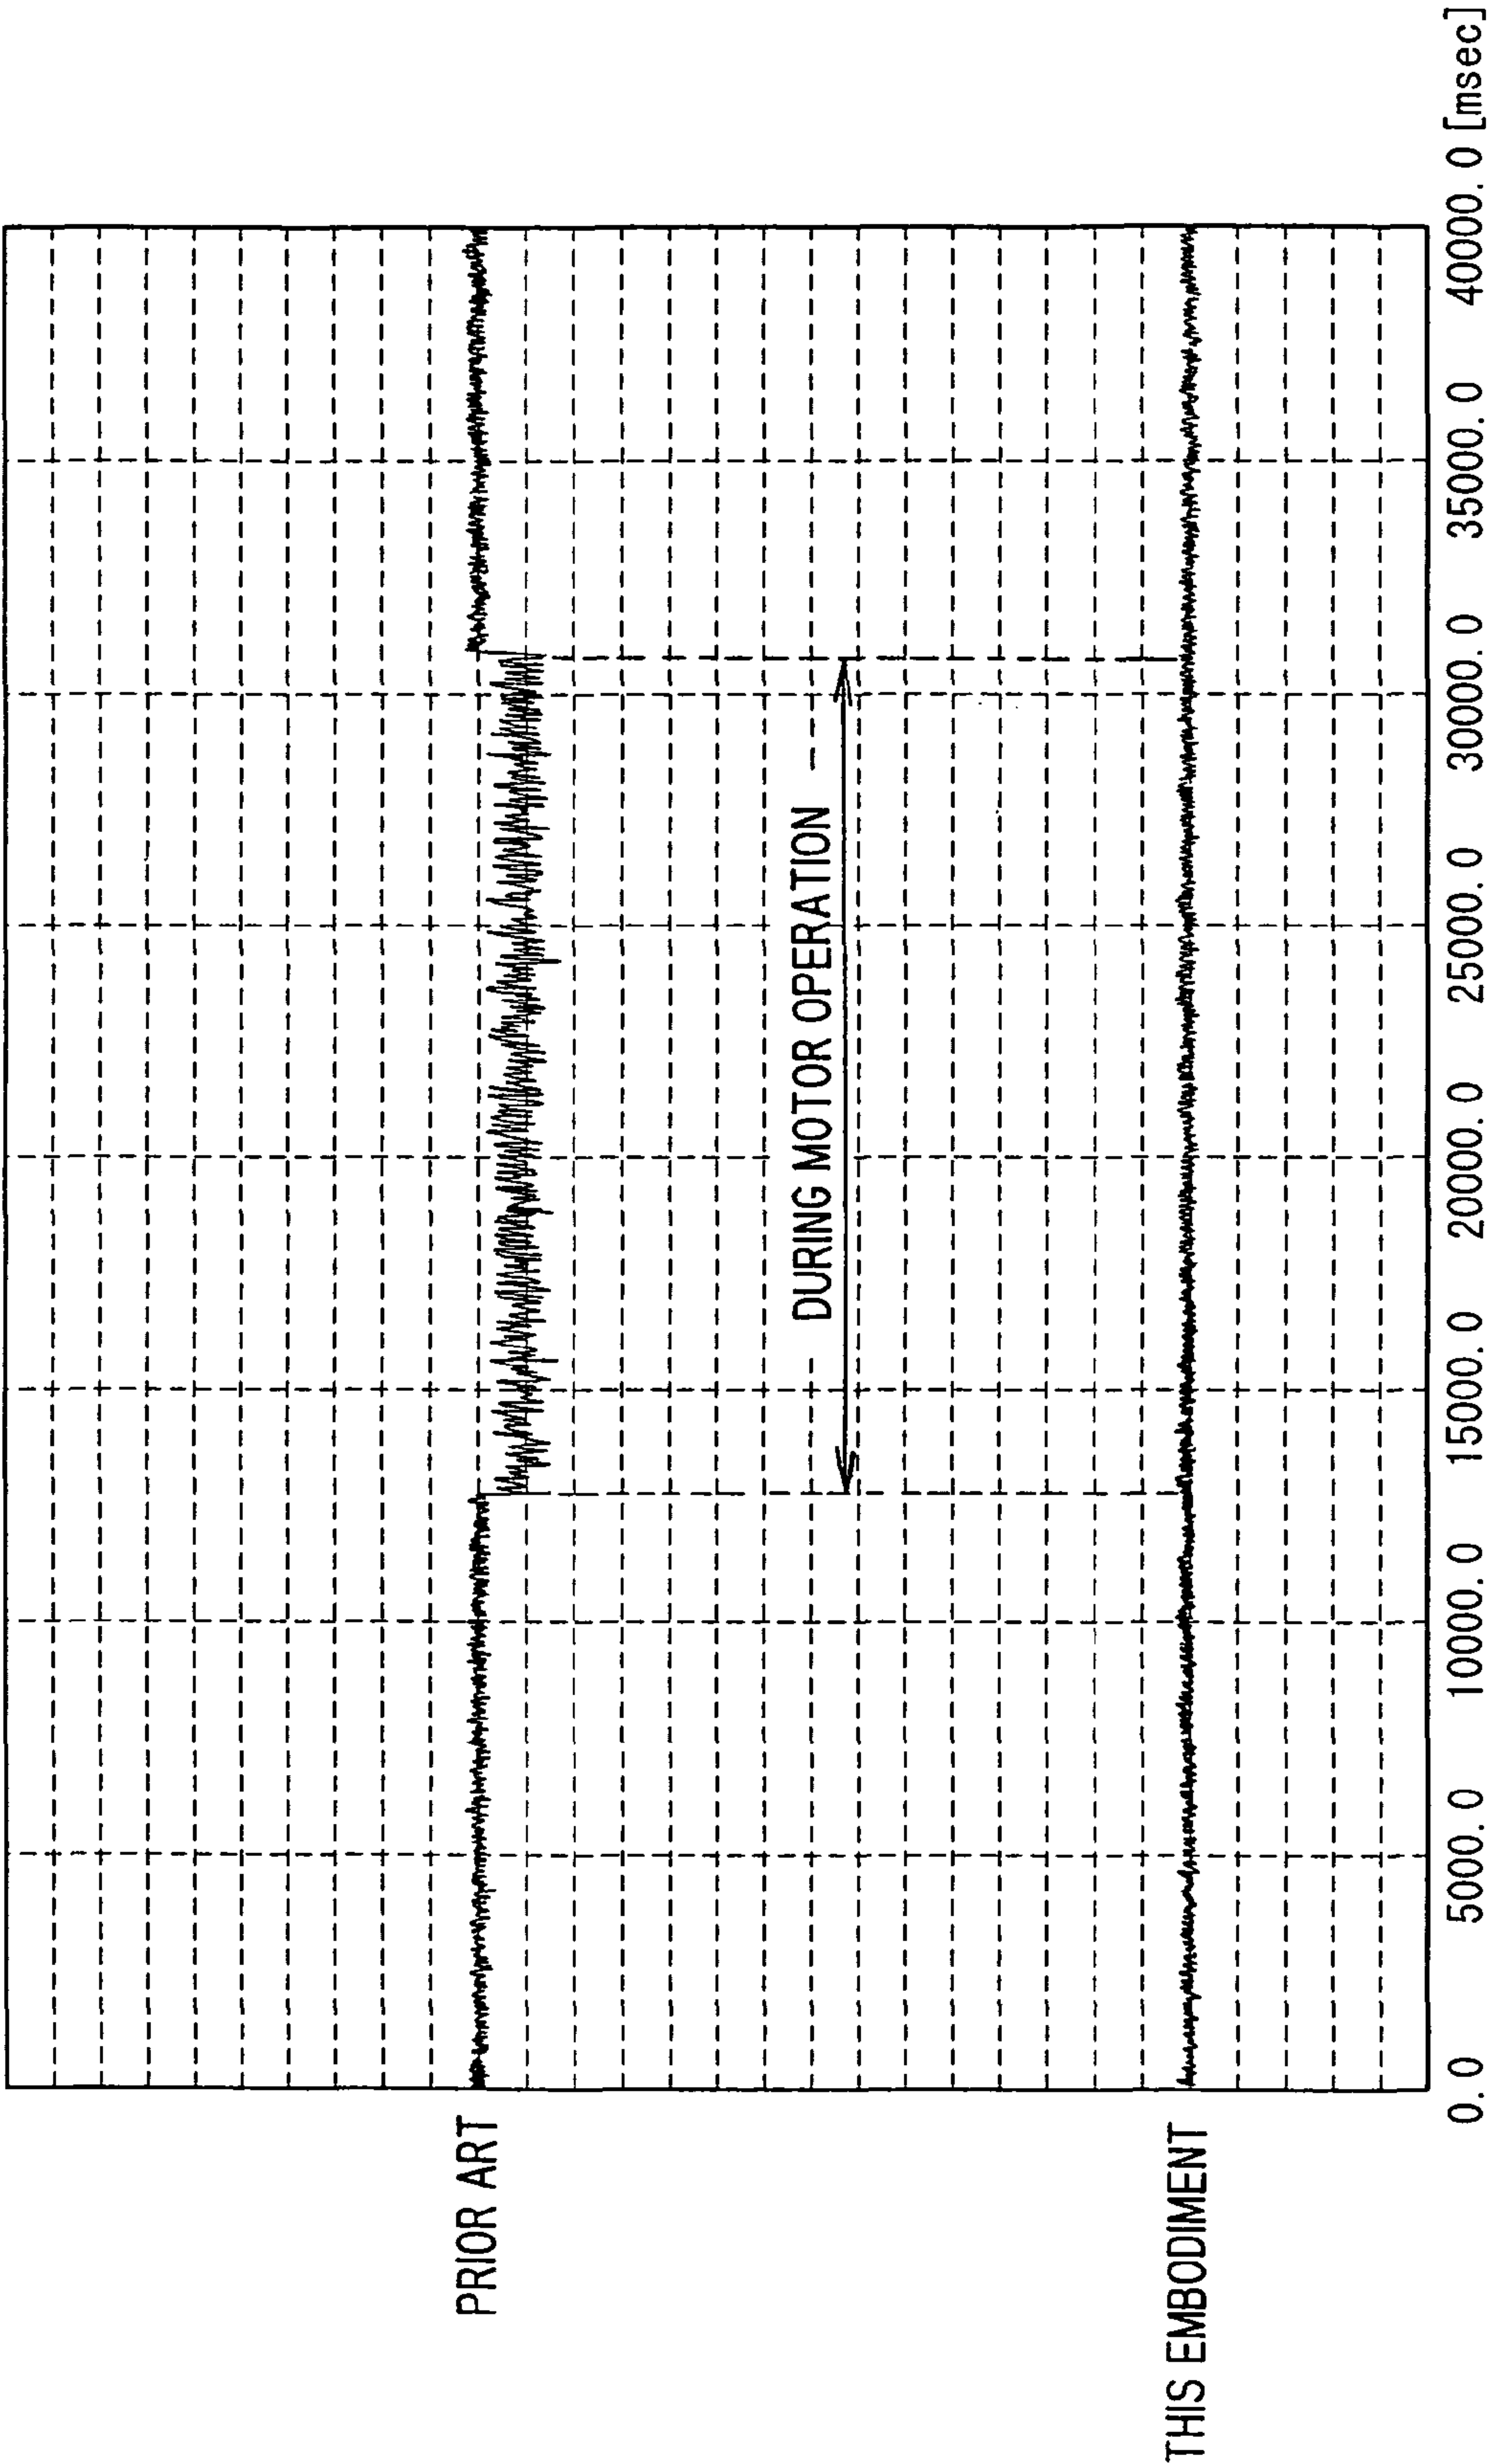 PRIOR ART
DURING MOTOR OPERATION
THIS EMBODIMENT
0.0 5000.0 10000.0 15000.0 20000.0 25000.0 30000.0 35000.0 40000.0 [msec]